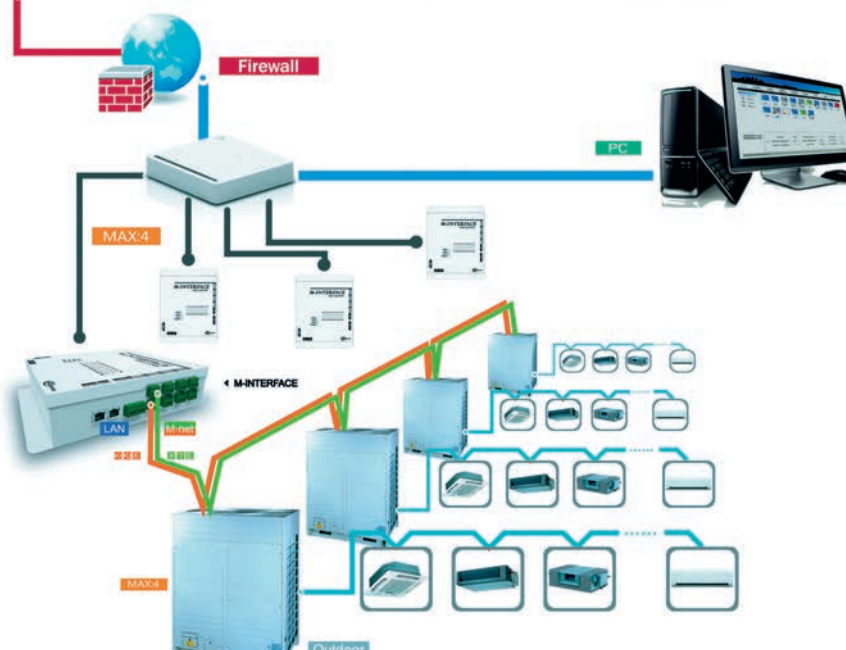 Firewall
PC
MAX:4
M-INTERFACE
M-INTERFACE
M-INTERFACE
M-INTERFACE
LAN
M-net
X Y E
MAX:4
Outdoor